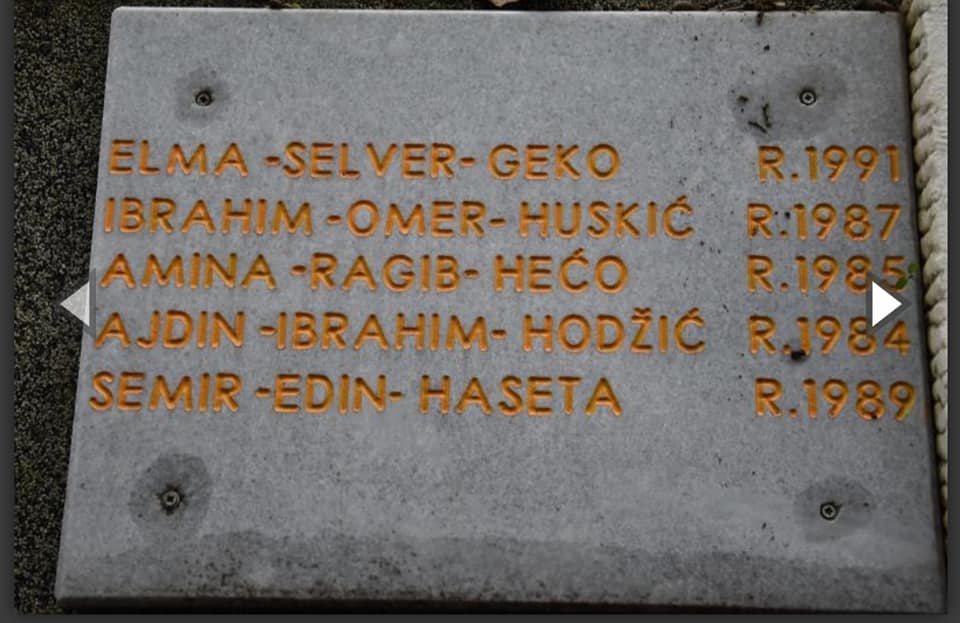 ELMA -SELVER- GEKO R.1991
IBRAHIM -OMER- HUSKIĆ R.1987
AMINA -RAGIB- HEĆO R.1985
AJDIN -IBRAHIM- HODŽIĆ R.1984
SEMIR -EDIN- HASETA R.1989